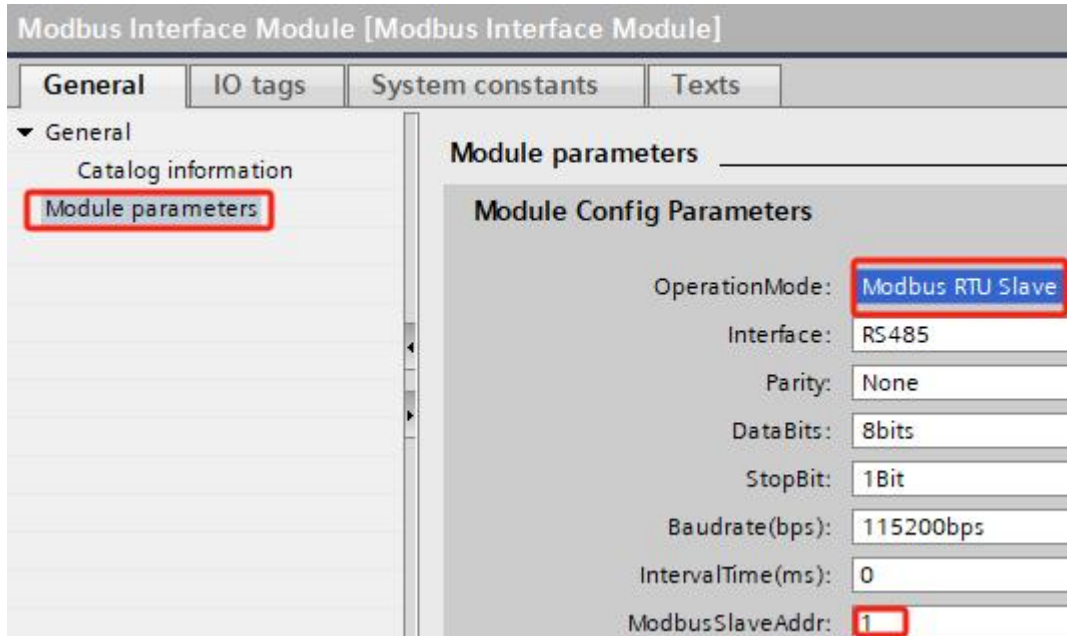 Modbus Interface Module [Modbus Interface Module]
General IO tags System constants Texts
General
Catalog information
Module parameters
Module parameters
Module Config Parameters
OperationMode: Modbus RTU Slave
Interface: RS485
Parity: None
DataBits: 8bits
StopBit: 1Bit
Baudrate(bps): 115200bps
IntervalTime(ms): 0
ModbusSlaveAddr: 1